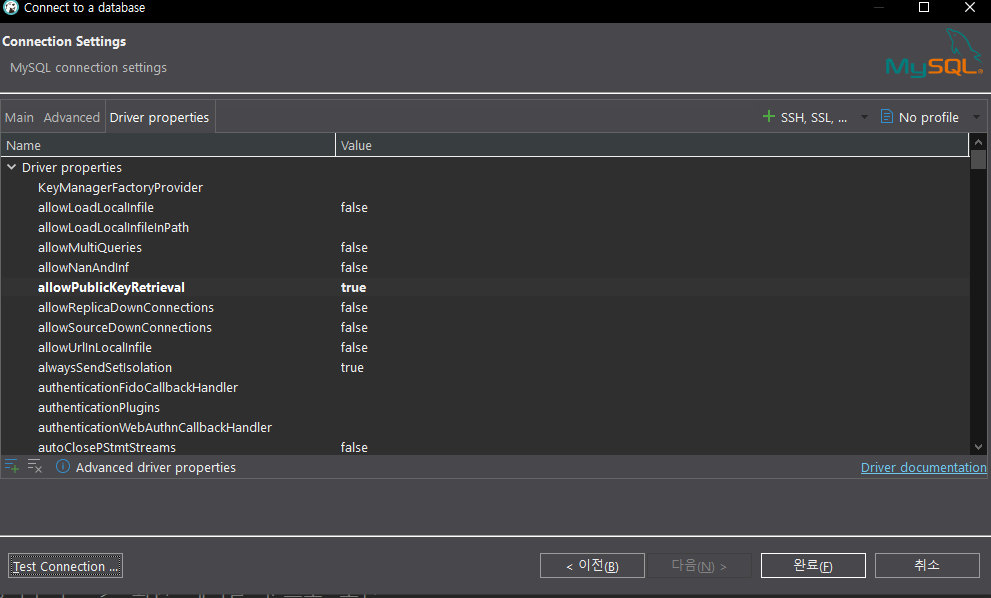 Connect to a database
Connection Settings
MySQL connection settings
MySQL
Main Advanced Driver properties SSH, SSL, ... No profile
Name Value
Driver properties
KeyManagerFactoryProvider
allowLoadLocalInfile false
allowLoadLocalInfileInPath
allowMultiQueries false
allowNanAndInf false
allowPublicKeyRetrieval true
allowReplicaDownConnections false
allowSourceDownConnections false
allowUrlInLocalInfile false
alwaysSendSetIsolation true
authenticationFidoCallbackHandler
authenticationPlugins
authenticationWebAuthnCallbackHandler
autoClosePStmtStreams false
Advanced driver properties Driver documentation
Test Connection ... < 이전(B) 다음(N) > 완료(F) 취소